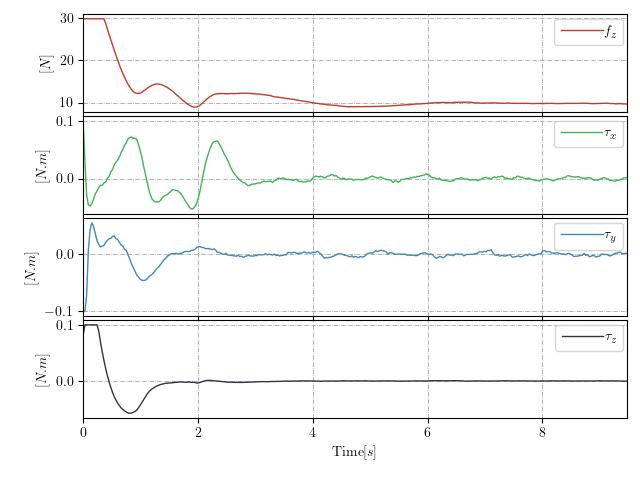 30
20
10
[N]
f_z
0.1
0.0
[N.m]
τ_x
0.0
−0.1
[N.m]
τ_y
0.1
0.0
[N.m]
τ_z
0 2 4 6 8
Time[s]